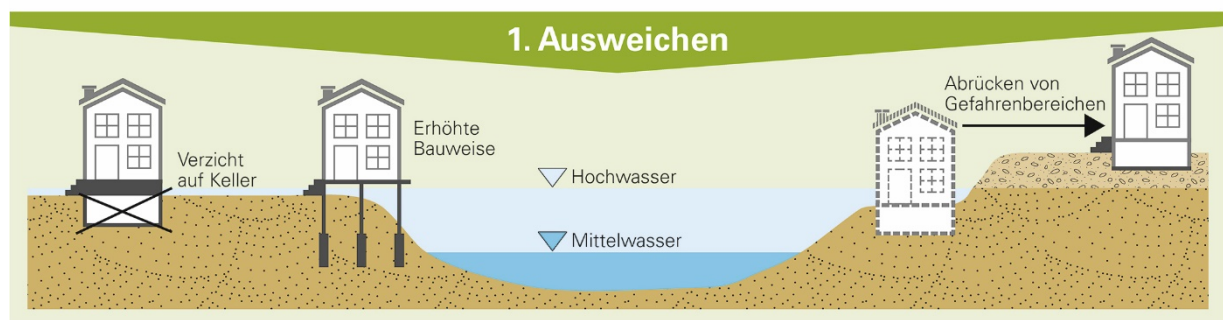 1. Ausweichen
Verzicht
auf Keller
Erhöhte
Bauweise
Hochwasser
Mittelwasser
Abrücken von
Gefahrenbereichen